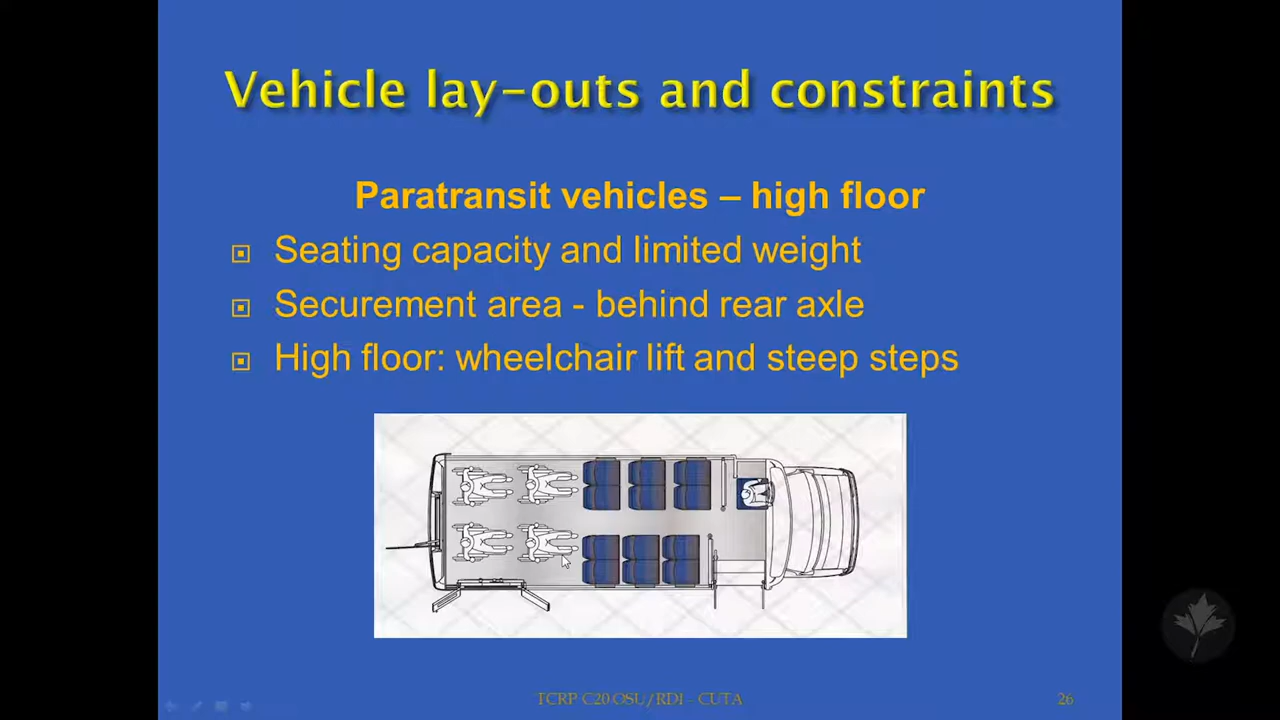 Vehicle lay-outs and constraints
Paratransit vehicles – high floor
Seating capacity and limited weight
Securement area - behind rear axle
High floor: wheelchair lift and steep steps
TCRP C20 OSU/RDI - CUTA
26